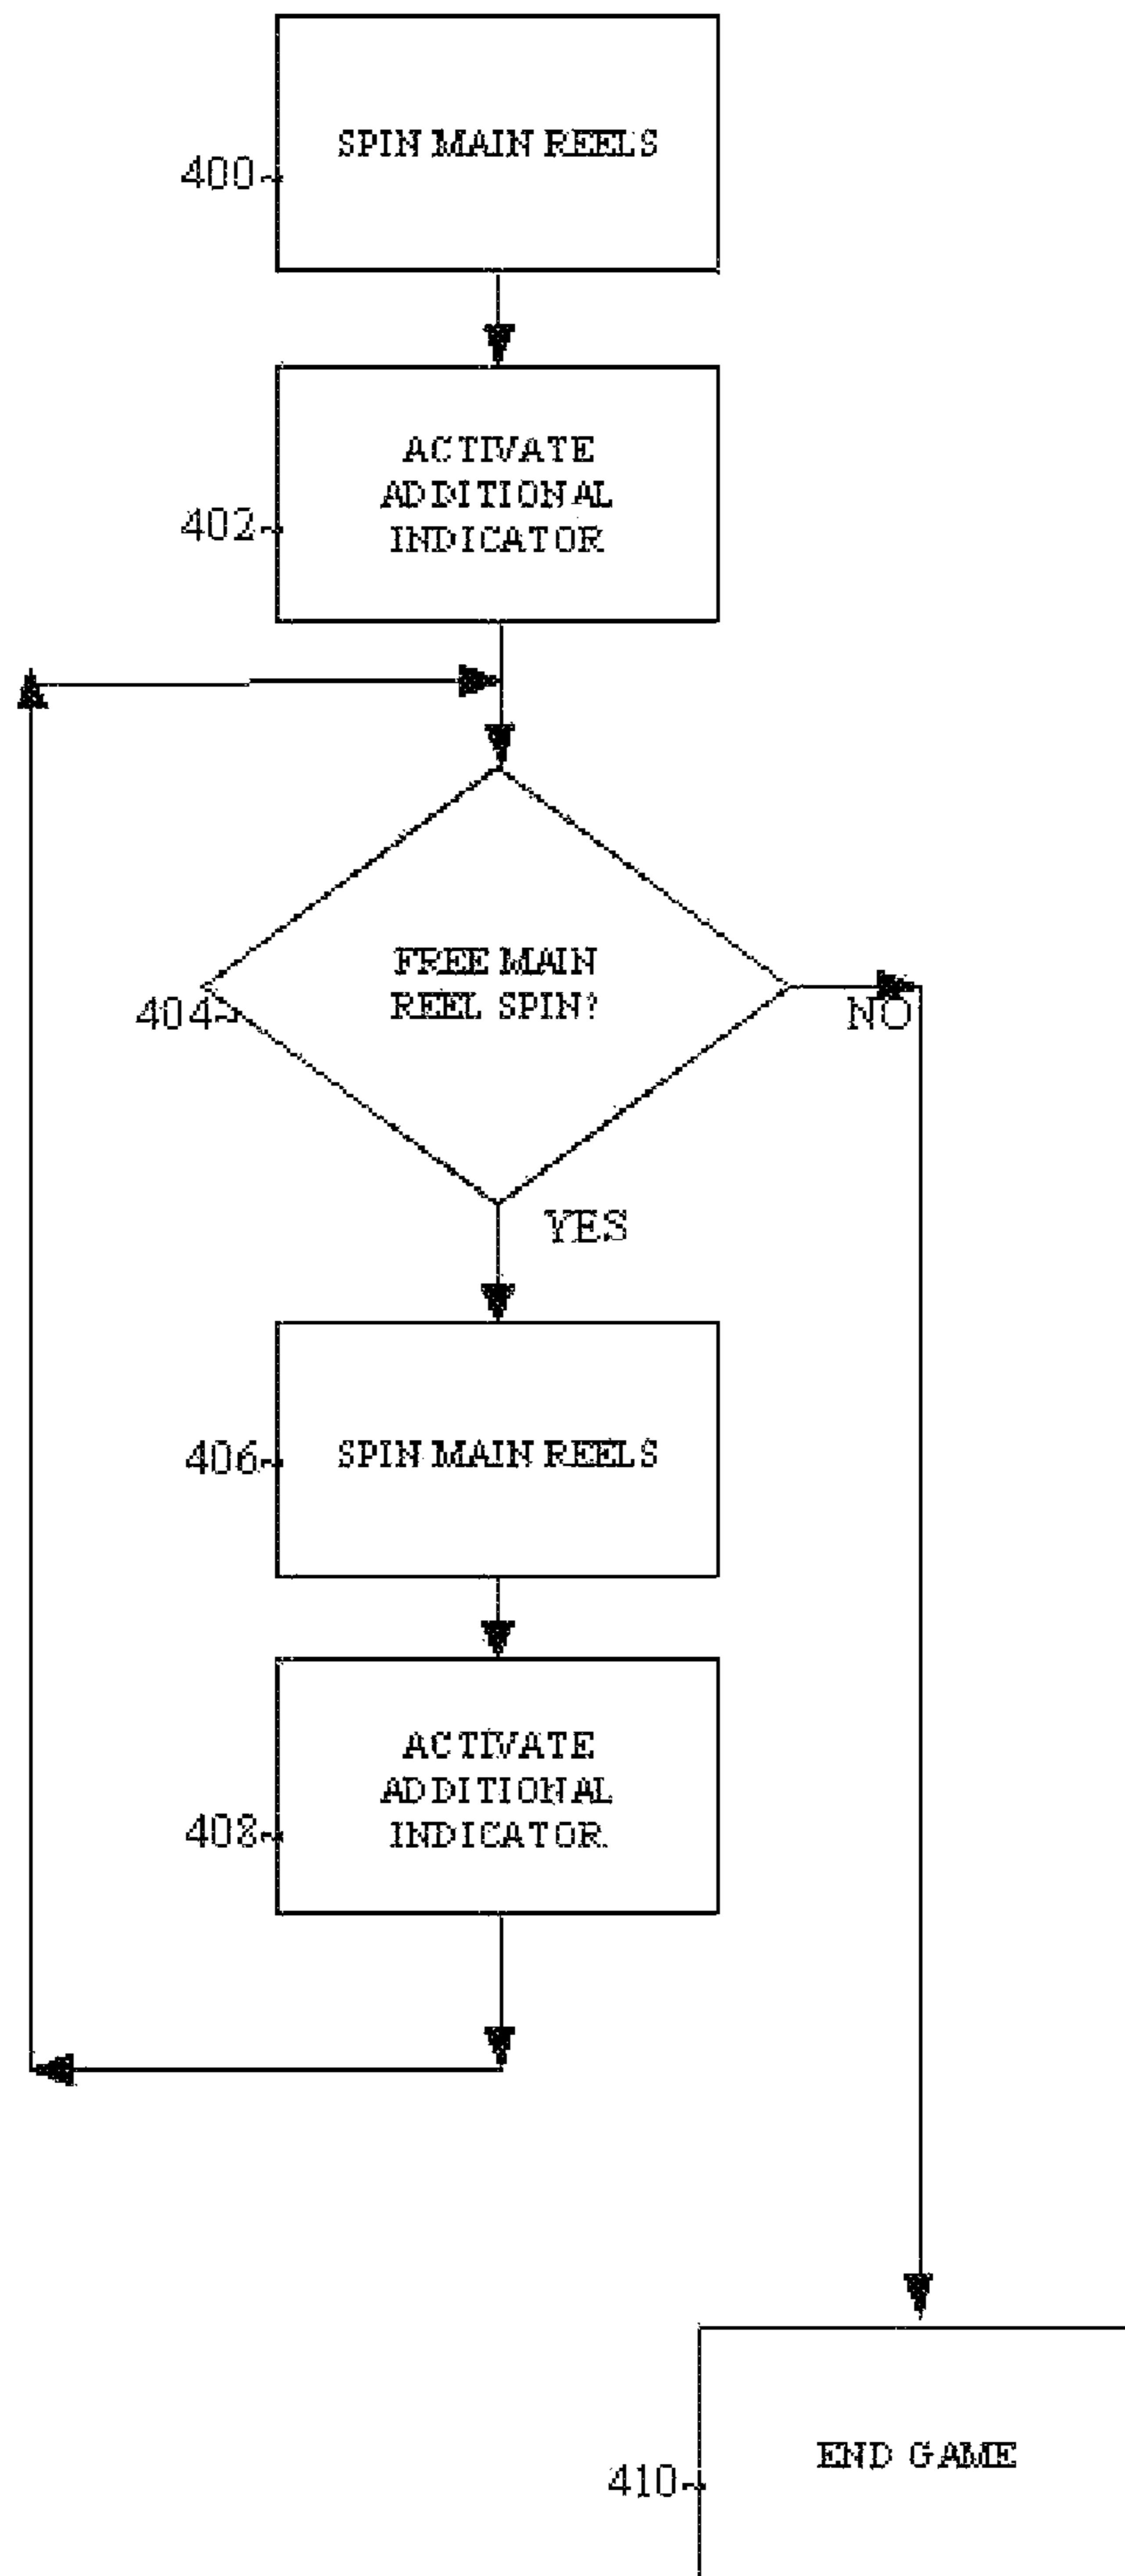 SPIN MAIN REELS
400
ACTIVATE
ADDITIONAL
INDICATOR
402
FREE MAIN
REEL SPIN?
404
NO
YES
SPIN MAIN REELS
406
ACTIVATE
ADDITIONAL
INDICATOR
408
END GAME
410